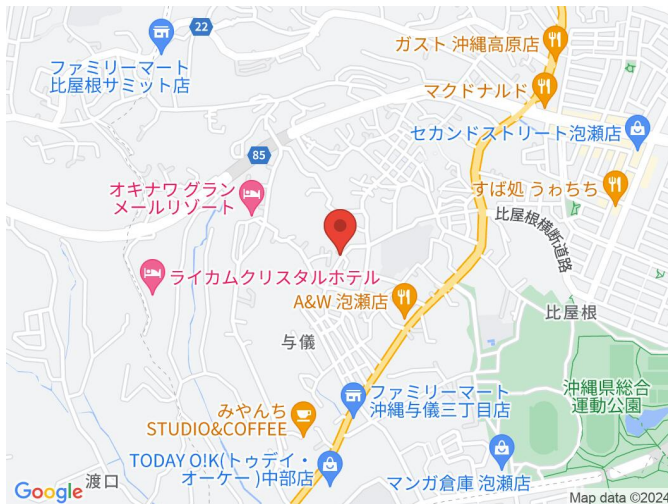 22
ガスト 沖縄高原店
ファミリーマート
比屋根サミット店
マクドナルド
セカンドストリート泡瀬店
85
オキナワ グラン
メールリゾート
すば処 うゎちち
比屋根横断道路
ライカムクリスタルホテル
A&W 泡瀬店
比屋根
与儀
沖縄県総合
運動公園
ファミリーマート
沖縄与儀三丁目店
みやんち
STUDIO&COFFEE
TODAY O!K(トゥデイ・
オーケー )中部店
マンガ倉庫 泡瀬店
渡口
Google
Map data ©2024